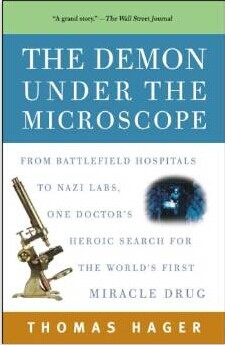 "A grand story." —The Wall Street Journal
THE DEMON
UNDER THE
MICROSCOPE
FROM BATTLEFIELD HOSPITALS
TO NAZI LABS,
ONE DOCTOR'S
HEROIC SEARCH FOR
THE WORLD'S FIRST
MIRACLE DRUG
THOMAS HAGER